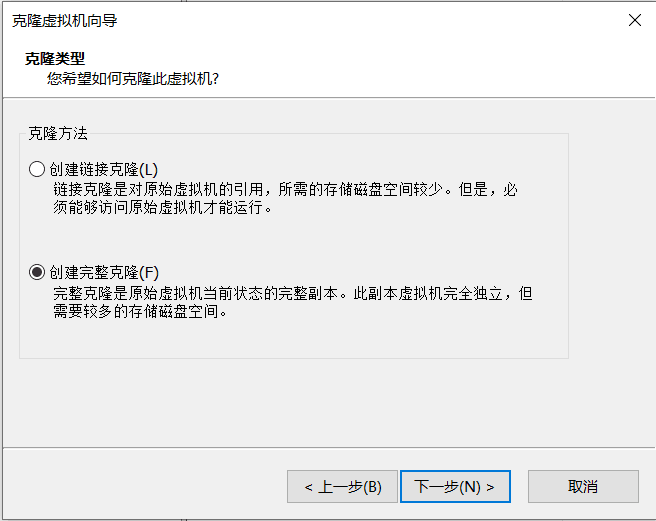 克隆虚拟机向导
克隆类型
您希望如何克隆此虚拟机?
克隆方法
创建链接克隆(L)
链接克隆是对原始虚拟机的引用，所需的存储磁盘空间较少。但是，必
须能够访问原始虚拟机才能运行。
创建完整克隆(F)
完整克隆是原始虚拟机当前状态的完整副本。此副本虚拟机完全独立，但
需要较多的存储磁盘空间。
< 上一步(B)
下一步(N) >
取消